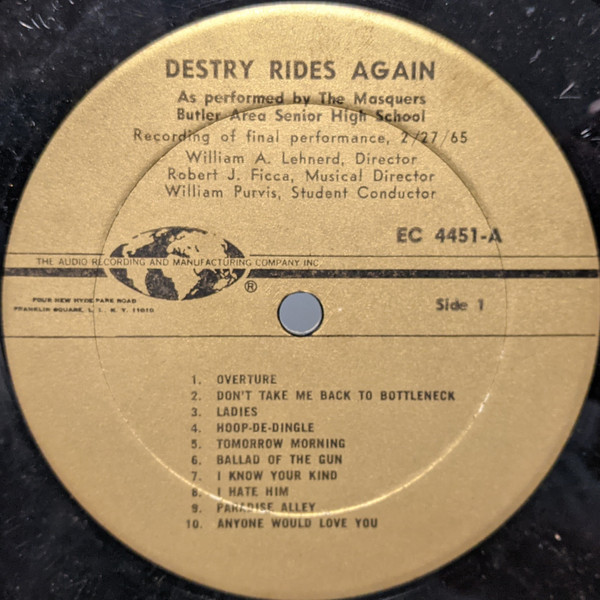 DESTRY RIDES AGAIN
As performed by The Masquers
Butler Area Senior High School
Recording of final performance, 2/27/65
William A. Lehnerd, Director
Robert J. Ficca, Musical Director
William Purvis, Student Conductor
EC 4451-A
THE AUDIO RECORDING AND MANUFACTURING COMPANY INC.
®
FOUR NEW HYDE PARK ROAD
FRANKLIN SQUARE, L. I., N. Y. 11010
Side 1
1. OVERTURE
2. DON'T TAKE ME BACK TO BOTTLENECK
3. LADIES
4. HOOP-DE-DINGLE
5. TOMORROW MORNING
6. BALLAD OF THE GUN
7. I KNOW YOUR KIND
8. I HATE HIM
9. PARADISE ALLEY
10. ANYONE WOULD LOVE YOU